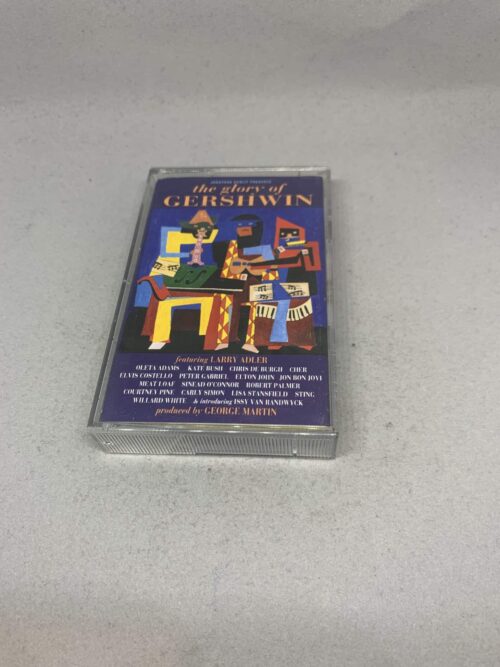 the glory of
GERSHWIN
featuring LARRY ADLER
OLETA ADAMS KATE BUSH CHRIS DE BURGH CHER
ELVIS COSTELLO PETER GABRIEL ELTON JOHN JON BON JOVI
MEAT LOAF SINEAD O'CONNOR ROBERT PALMER
COURTNEY PINE CARLY SIMON LISA STANSFIELD STING
WILLARD WHITE & introducing ISSY VAN RANDWYCK
produced by GEORGE MARTIN